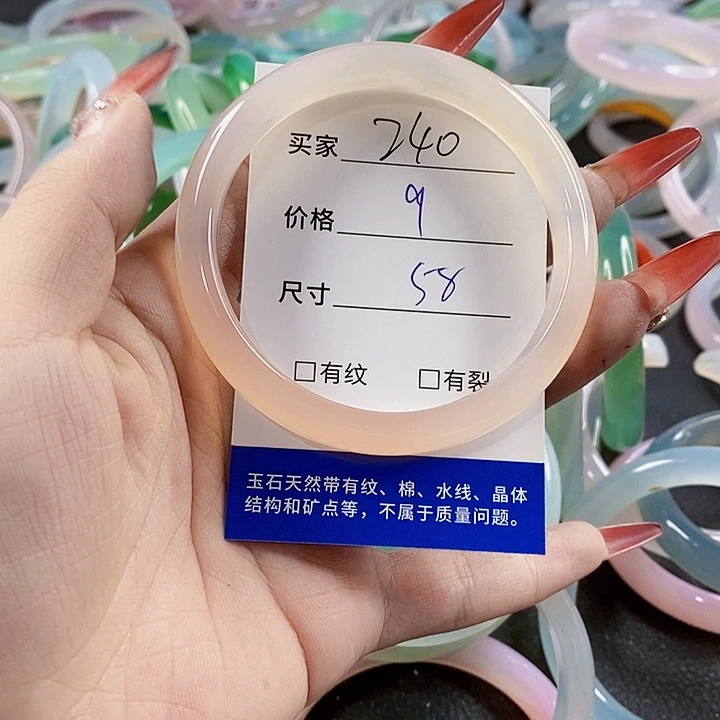 买家 240
价格 9
尺寸 58
□有纹 □有裂
玉石天然带有纹、棉、水线、晶体
结构和矿点等，不属于质量问题。